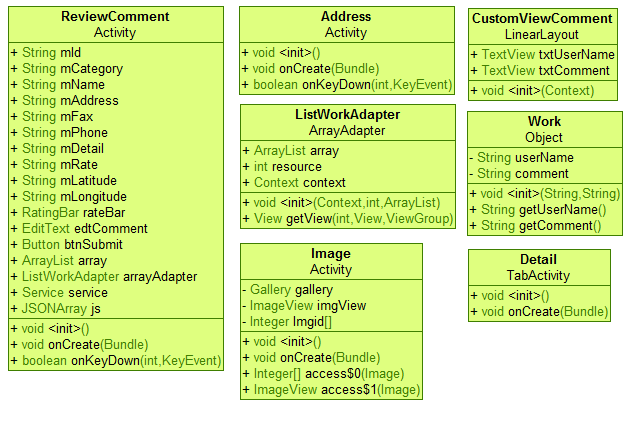 ReviewComment
Activity
+ String mId
+ String mCategory
+ String mName
+ String mAddress
+ String mFax
+ String mPhone
+ String mDetail
+ String mRate
+ String mLatitude
+ String mLongitude
+ RatingBar rateBar
+ EditText edtComment
+ Button btnSubmit
+ ArrayList array
+ ListWorkAdapter arrayAdapter
+ Service service
+ JSONArray js
+ void <init>()
+ void onCreate(Bundle)
+ boolean onKeyDown(int,KeyEvent)
Address
Activity
+ void <init>()
+ void onCreate(Bundle)
+ boolean onKeyDown(int,KeyEvent)
ListWorkAdapter
ArrayAdapter
+ ArrayList array
+ int resource
+ Context context
+ void <init>(Context,int,ArrayList)
+ View getView(int,View,ViewGroup)
Image
Activity
- Gallery gallery
- ImageView imgView
- Integer Imgid[]
+ void <init>()
+ void onCreate(Bundle)
+ Integer[] access$0(Image)
+ ImageView access$1(Image)
CustomViewComment
LinearLayout
+ TextView txtUserName
+ TextView txtComment
+ void <init>(Context)
Work
Object
- String userName
- String comment
+ void <init>(String,String)
+ String getUserName()
+ String getComment()
Detail
TabActivity
+ void <init>()
+ void onCreate(Bundle)